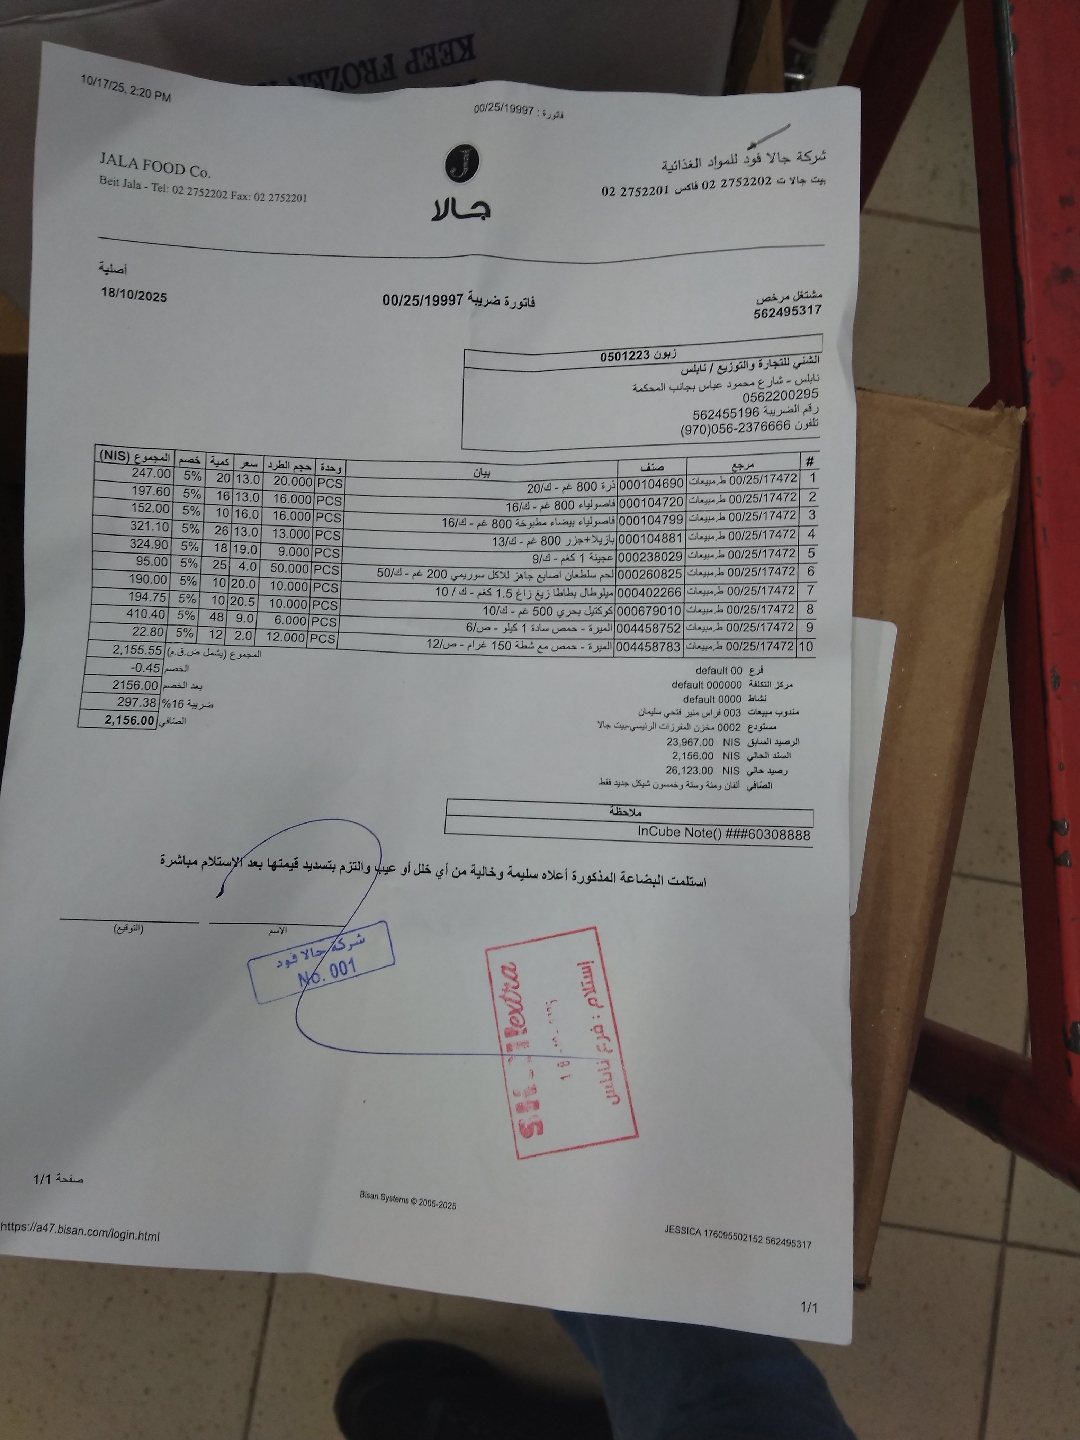 KEEP FROZEN
10/17/25, 2:20 PM
فاتورة : 00/25/19997
JALA FOOD Co.
Beit Jala - Tel: 02 2752202 Fax: 02 2752201
جالا
شركة جالا فود للمواد الغذائية
بيت جالا ت 2752202 02 فاكس 2752201 02
أصلية
18/10/2025
فاتورة ضريبة 00/25/19997
مشتغل مرخص
562495317
زبون 0501223
الشني للتجارة والتوزيع / نابلس
نابلس - شارع محمود عباس بجانب المحكمة
0562200295
رقم الضريبة 562455196
تلفون 056-2376666(970)
# مرجع صنف بيان وحدة حجم الطرد سعر كمية خصم المجموع (NIS)
1 00/25/17472 ط.مبيعات 000104690 ذرة 800 غم - ك/20 PCS 20.000 13.0 20 5% 247.00
2 00/25/17472 ط.مبيعات 000104720 فاصولياء 800 غم - ك/16 PCS 16.000 13.0 16 5% 197.60
3 00/25/17472 ط.مبيعات 000104799 فاصولياء بيضاء مطبوخة 800 غم - ك/16 PCS 16.000 16.0 10 5% 152.00
4 00/25/17472 ط.مبيعات 000104881 بازيلا+جزر 800 غم - ك/13 PCS 13.000 13.0 26 5% 321.10
5 00/25/17472 ط.مبيعات 000238029 عجينة 1 كغم - ك/9 PCS 9.000 19.0 18 5% 324.90
6 00/25/17472 ط.مبيعات 000260825 لحم سلطعان اصابع جاهز للاكل سوريمي 200 غم - ك/50 PCS 50.000 4.0 25 5% 95.00
7 00/25/17472 ط.مبيعات 000402266 ميلوطال بطاطا زيغ زاغ 1.5 كغم - ك / 10 PCS 10.000 20.0 10 5% 190.00
8 00/25/17472 ط.مبيعات 000679010 كوكتيل بحري 500 غم - ك/10 PCS 10.000 20.5 10 5% 194.75
9 00/25/17472 ط.مبيعات 004458752 الميرة - حمص سادة 1 كيلو - ص/6 PCS 6.000 9.0 48 5% 410.40
10 00/25/17472 ط.مبيعات 004458783 الميرة - حمص مع شطة 150 غرام - ص/12 PCS 12.000 2.0 12 5% 22.80
المجموع (يشمل ض.ق.م) 2,155.55
الخصم -0.45
بعد الخصم 2156.00
ضريبة 16% 297.38
الصافي 2,156.00
فرع 00 default
مركز التكلفة 000000 default
نشاط 0000 default
مندوب مبيعات 003 فراس منير فتحي سليمان
مستودع 0002 مخزن المفرزات الرئيسي-بيت جالا
الرصيد السابق NIS 23,967.00
السند الحالي NIS 2,156.00
رصيد حالي NIS 26,123.00
الصافي ألفان ومئة وستة وخمسون شيكل جديد فقط
ملاحظة
InCube Note() ###60308888
استلمت البضاعة المذكورة أعلاه سليمة وخالية من أي خلل أو عيب والتزم بتسديد قيمتها بعد الإستلام مباشرة
الاسم
(التوقيع)
شركة جالا فود
No. 001
extra
إستلام : فرع نابلس
صفحة 1/1
Bisan Systems © 2005-2025
https://a47.bisan.com/login.html
JESSICA 176095502152 562495317
1/1